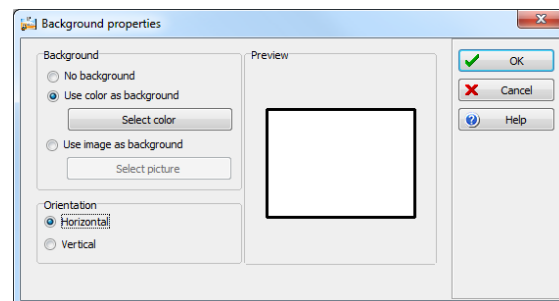 Background properties
Background
No background
Use color as background
Select color
Use image as background
Select picture
Orientation
Horizontal
Vertical
Preview
OK
Cancel
Help